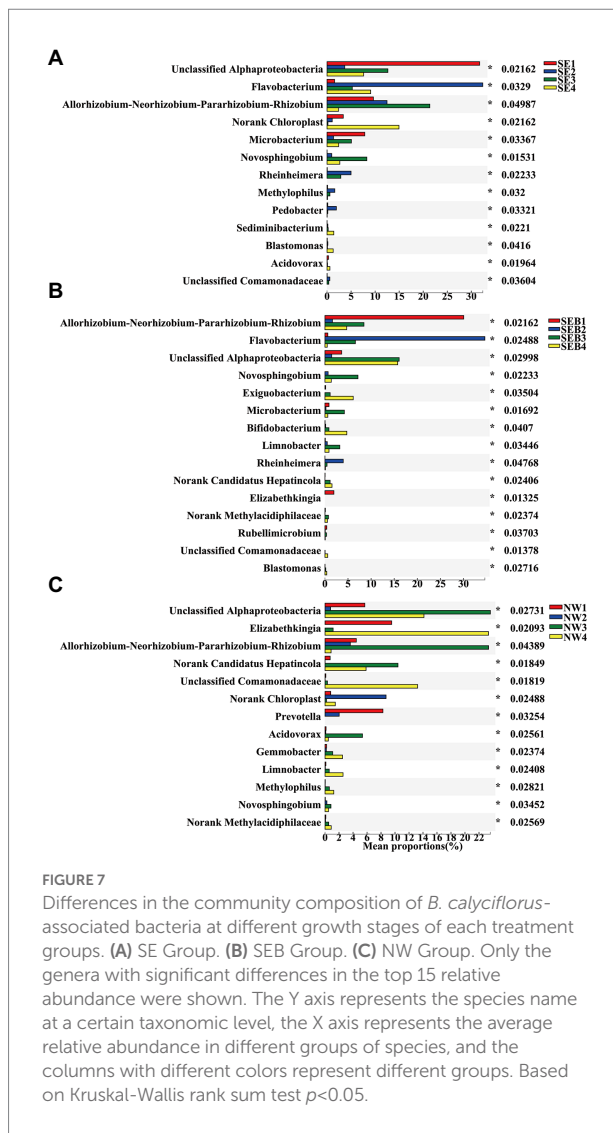 A
SE1
SE2
SE3
SE4
Unclassified Alphaproteobacteria * 0.02162
Flavobacterium * 0.0329
Allorhizobium-Neorhizobium-Pararhizobium-Rhizobium * 0.04987
Norank Chloroplast * 0.02162
Microbacterium * 0.03367
Novosphingobium * 0.01531
Rheinheimera * 0.02233
Methylophilus * 0.032
Pedobacter * 0.03321
Sediminibacterium * 0.0221
Blastomonas * 0.0416
Acidovorax * 0.01964
Unclassified Comamonadaceae * 0.03604
0 5 10 15 20 25 30
B
SEB1
SEB2
SEB3
SEB4
Allorhizobium-Neorhizobium-Pararhizobium-Rhizobium * 0.02162
Flavobacterium * 0.02488
Unclassified Alphaproteobacteria * 0.02998
Novosphingobium * 0.02233
Exiguobacterium * 0.03504
Microbacterium * 0.01692
Bifidobacterium * 0.0407
Limnobacter * 0.03446
Rheinheimera * 0.04768
Norank Candidatus Hepatincola * 0.02406
Elizabethkingia * 0.01325
Norank Methylacidiphilaceae * 0.02374
Rubellimicrobium * 0.03703
Unclassified Comamonadaceae * 0.01378
Blastomonas * 0.02716
0 5 10 15 20 25 30
C
NW1
NW2
NW3
NW4
Unclassified Alphaproteobacteria * 0.02731
Elizabethkingia * 0.02093
Allorhizobium-Neorhizobium-Pararhizobium-Rhizobium * 0.04389
Norank Candidatus Hepatincola * 0.01849
Unclassified Comamonadaceae * 0.01819
Norank Chloroplast * 0.02488
Prevotella * 0.03254
Acidovorax * 0.02561
Gemmobacter * 0.02374
Limnobacter * 0.02408
Methylophilus * 0.02821
Novosphingobium * 0.03452
Norank Methylacidiphilaceae * 0.02569
0 2 4 6 8 10 12 14 16 18 20 22
Mean proportions(%)
FIGURE 7
Differences in the community composition of B. calyciflorus-
associated bacteria at different growth stages of each treatment
groups. (A) SE Group. (B) SEB Group. (C) NW Group. Only the
genera with significant differences in the top 15 relative
abundance were shown. The Y axis represents the species name
at a certain taxonomic level, the X axis represents the average
relative abundance in different groups of species, and the
columns with different colors represent different groups. Based
on Kruskal-Wallis rank sum test p<0.05.